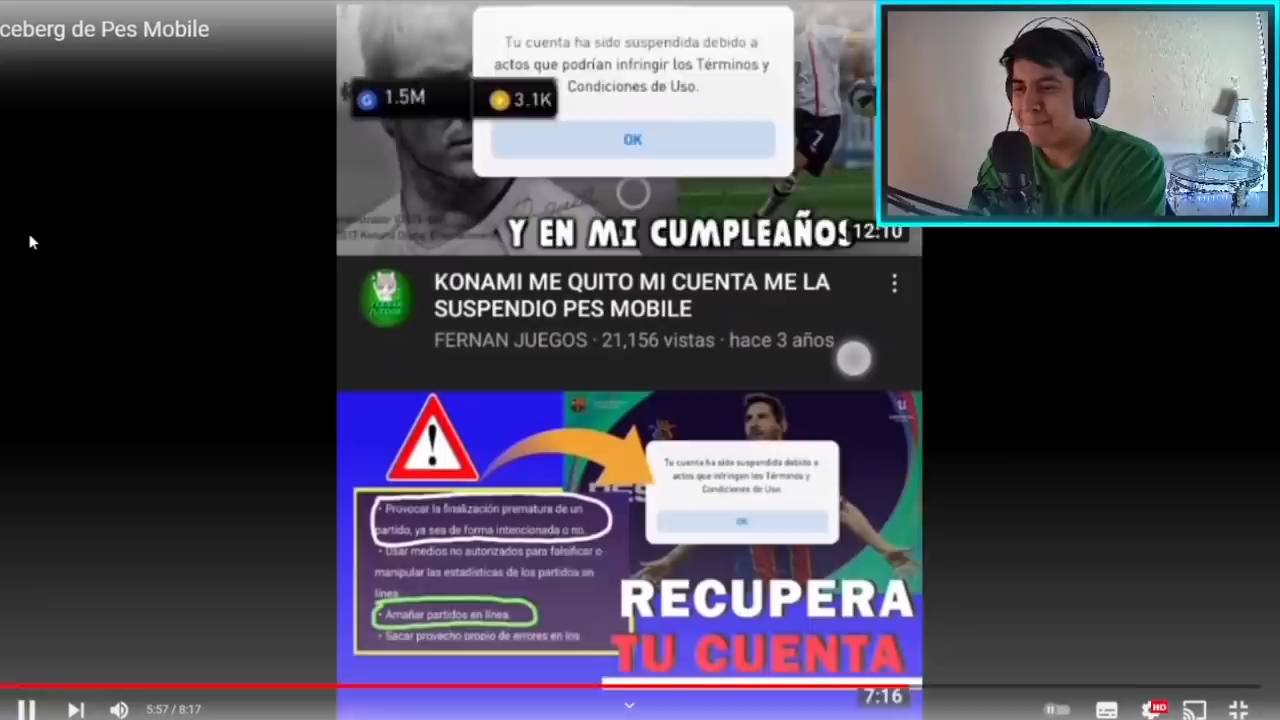 ceberg de Pes Mobile
Tu cuenta ha sido suspendida debido a
actos que podrían infringir los Términos y
Condiciones de Uso.
1.5M
3.1K
OK
7
Y EN MI CUMPLEAÑOS
12:10
KONAMI ME QUITO MI CUENTA ME LA
SUSPENDIO PES MOBILE
FERNAN JUEGOS · 21,156 vistas · hace 3 años
Tu cuenta ha sido suspendida debido a
actos que infringen los Términos y
Condiciones de Uso.
OK
• Provocar la finalización prematura de un
partido, ya sea de forma intencionada o no.
• Usar medios no autorizados para falsificar o
manipular las estadísticas de los partidos en
línea.
• Amañar partidos en línea.
• Sacar provecho propio de errores en los
RECUPERA
TU CUENTA
7:16
5:57 / 8:17
HD